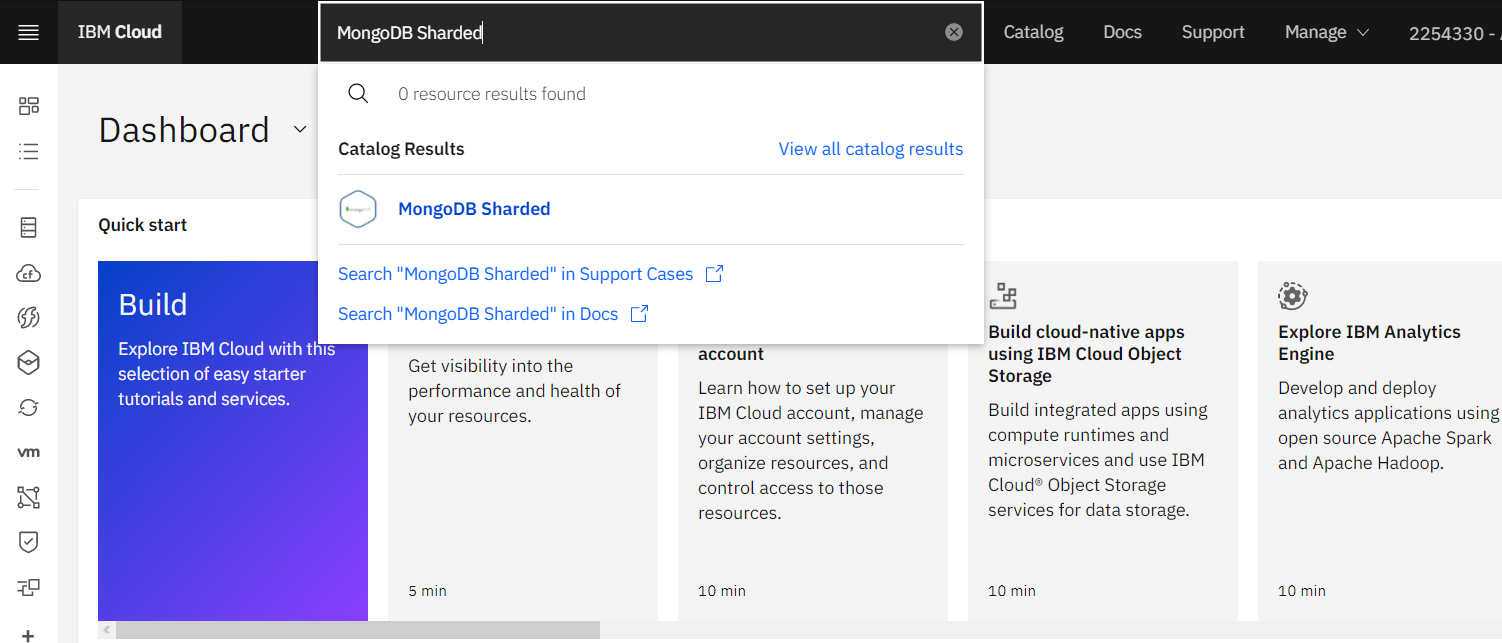 IBM Cloud
MongoDB Sharded
Catalog
Docs
Support
Manage
2254330 -
0 resource results found
Dashboard
Catalog Results
View all catalog results
MongoDB Sharded
Search "MongoDB Sharded" in Support Cases
Search "MongoDB Sharded" in Docs
cf
vm
Quick start
Build
Explore IBM Cloud with this
selection of easy starter
tutorials and services.
Get visibility into the
performance and health of
your resources.
5 min
account
Learn how to set up your
IBM Cloud account, manage
your account settings,
organize resources, and
control access to those
resources.
10 min
Build cloud-native apps
using IBM Cloud Object
Storage
Build integrated apps using
compute runtimes and
microservices and use IBM
Cloud® Object Storage
services for data storage.
10 min
Explore IBM Analytics
Engine
Develop and deploy
analytics applications using
open source Apache Spark
and Apache Hadoop.
10 min